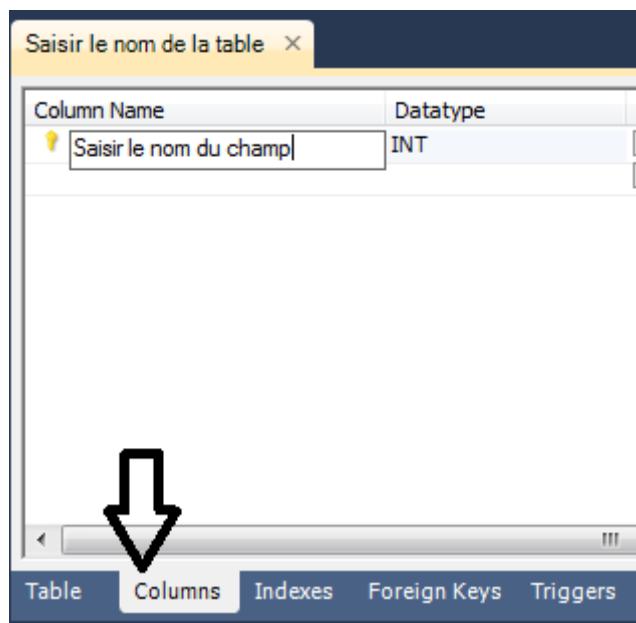 Saisir le nom de la table ×
Column Name Datatype
Saisir le nom du champ INT
Table Columns Indexes Foreign Keys Triggers